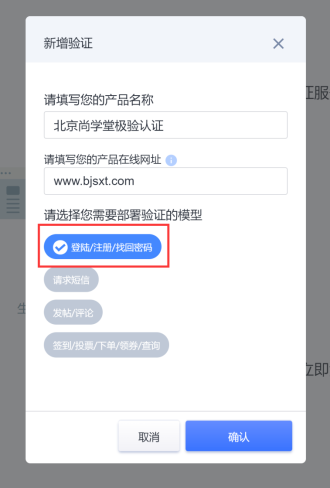 新增验证
请填写您的产品名称
证服
北京尚学堂极验认证
请填写您的产品在线网址
www.bjsxt.com
请选择您需要部署验证的模型
登陆/注册/找回密码
请求短信
生
发帖/评论
签到/投票/下单/领券/查询
立即
取消
确认